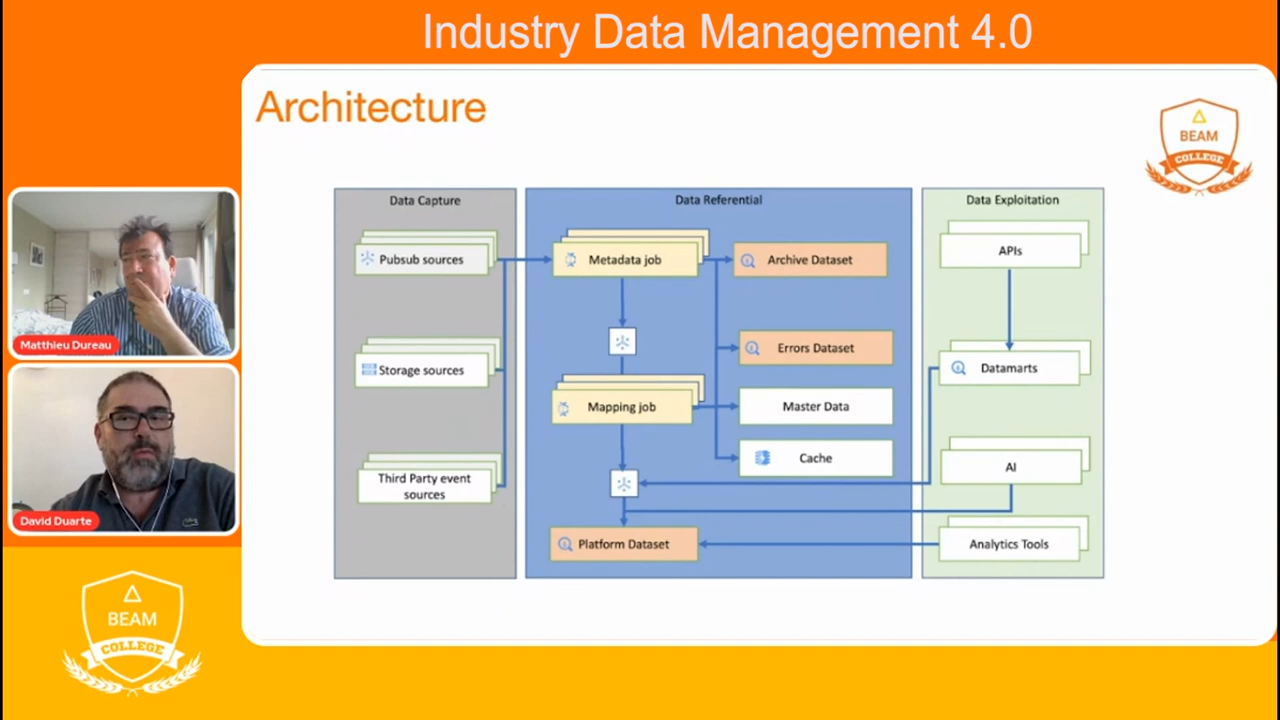 Industry Data Management 4.0
Architecture
BEAM
COLLEGE
Data Capture
Data Referential
Data Exploitation
Pubsub sources
Metadata job
Archive Dataset
APIs
Storage sources
Errors Dataset
Datamarts
Mapping job
Master Data
Cache
Third Party event
sources
AI
Platform Dataset
Analytics Tools
Matthieu Dureau
David Duarte
BEAM
COLLEGE